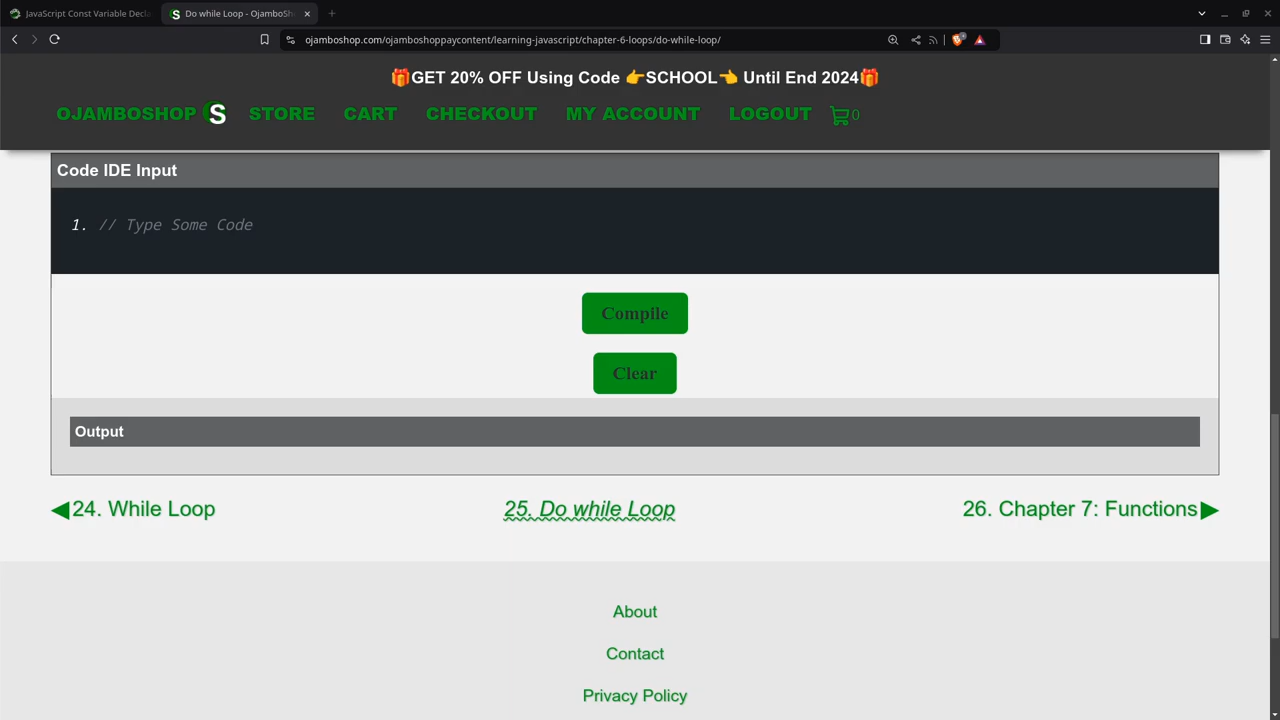 JavaScript Const Variable Decla
Do while Loop - OjamboSh
ojamboshop.com/ojamboshoppaycontent/learning-javascript/chapter-6-loops/do-while-loop/
🎁GET 20% OFF Using Code 👉SCHOOL👈 Until End 2024🎁
OJAMBOSHOP S STORE CART CHECKOUT MY ACCOUNT LOGOUT 0
Code IDE Input
1. // Type Some Code
Compile
Clear
Output
◀24. While Loop 25. Do while Loop 26. Chapter 7: Functions▶
About
Contact
Privacy Policy